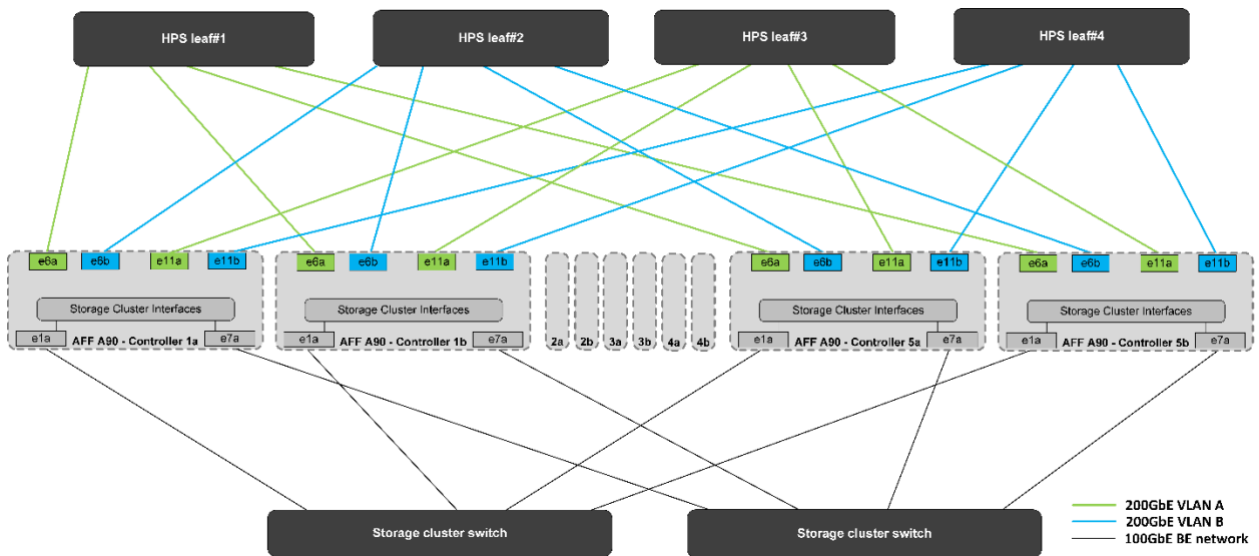 HPS leaf#1
HPS leaf#2
HPS leaf#3
HPS leaf#4
e6a
e6b
e11a
e11b
Storage Cluster Interfaces
e1a
AFF A90 - Controller 1a
e7a
e6a
e6b
e11a
e11b
Storage Cluster Interfaces
e1a
AFF A90 - Controller 1b
e7a
2a
2b
3a
3b
4a
4b
e6a
e6b
e11a
e11b
Storage Cluster Interfaces
e1a
AFF A90 - Controller 5a
e7a
e6a
e6b
e11a
e11b
Storage Cluster Interfaces
e1a
AFF A90 - Controller 5b
e7a
Storage cluster switch
Storage cluster switch
200GbE VLAN A
200GbE VLAN B
100GbE BE network